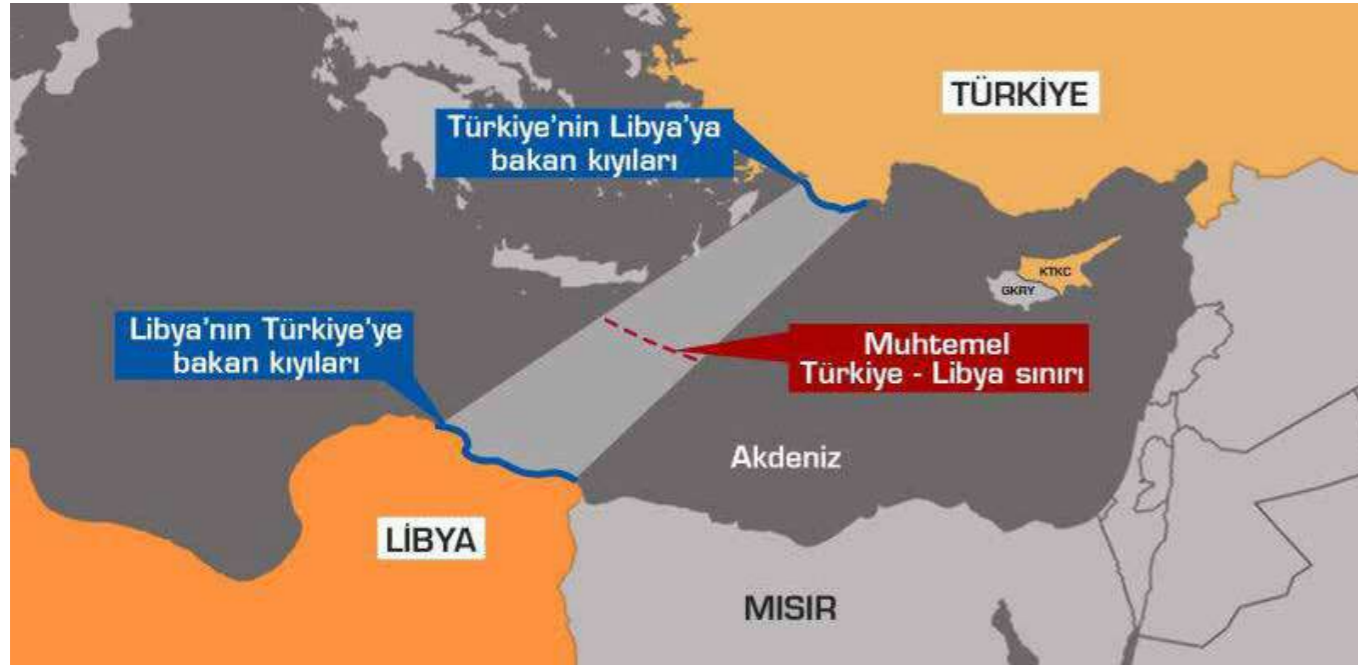 TÜRKİYE
Türkiye'nin Libya'ya
bakan kıyıları
KTKC
GKRY
Libya'nın Türkiye'ye
bakan kıyıları
Muhtemel
Türkiye - Libya sınırı
Akdeniz
LİBYA
MISIR